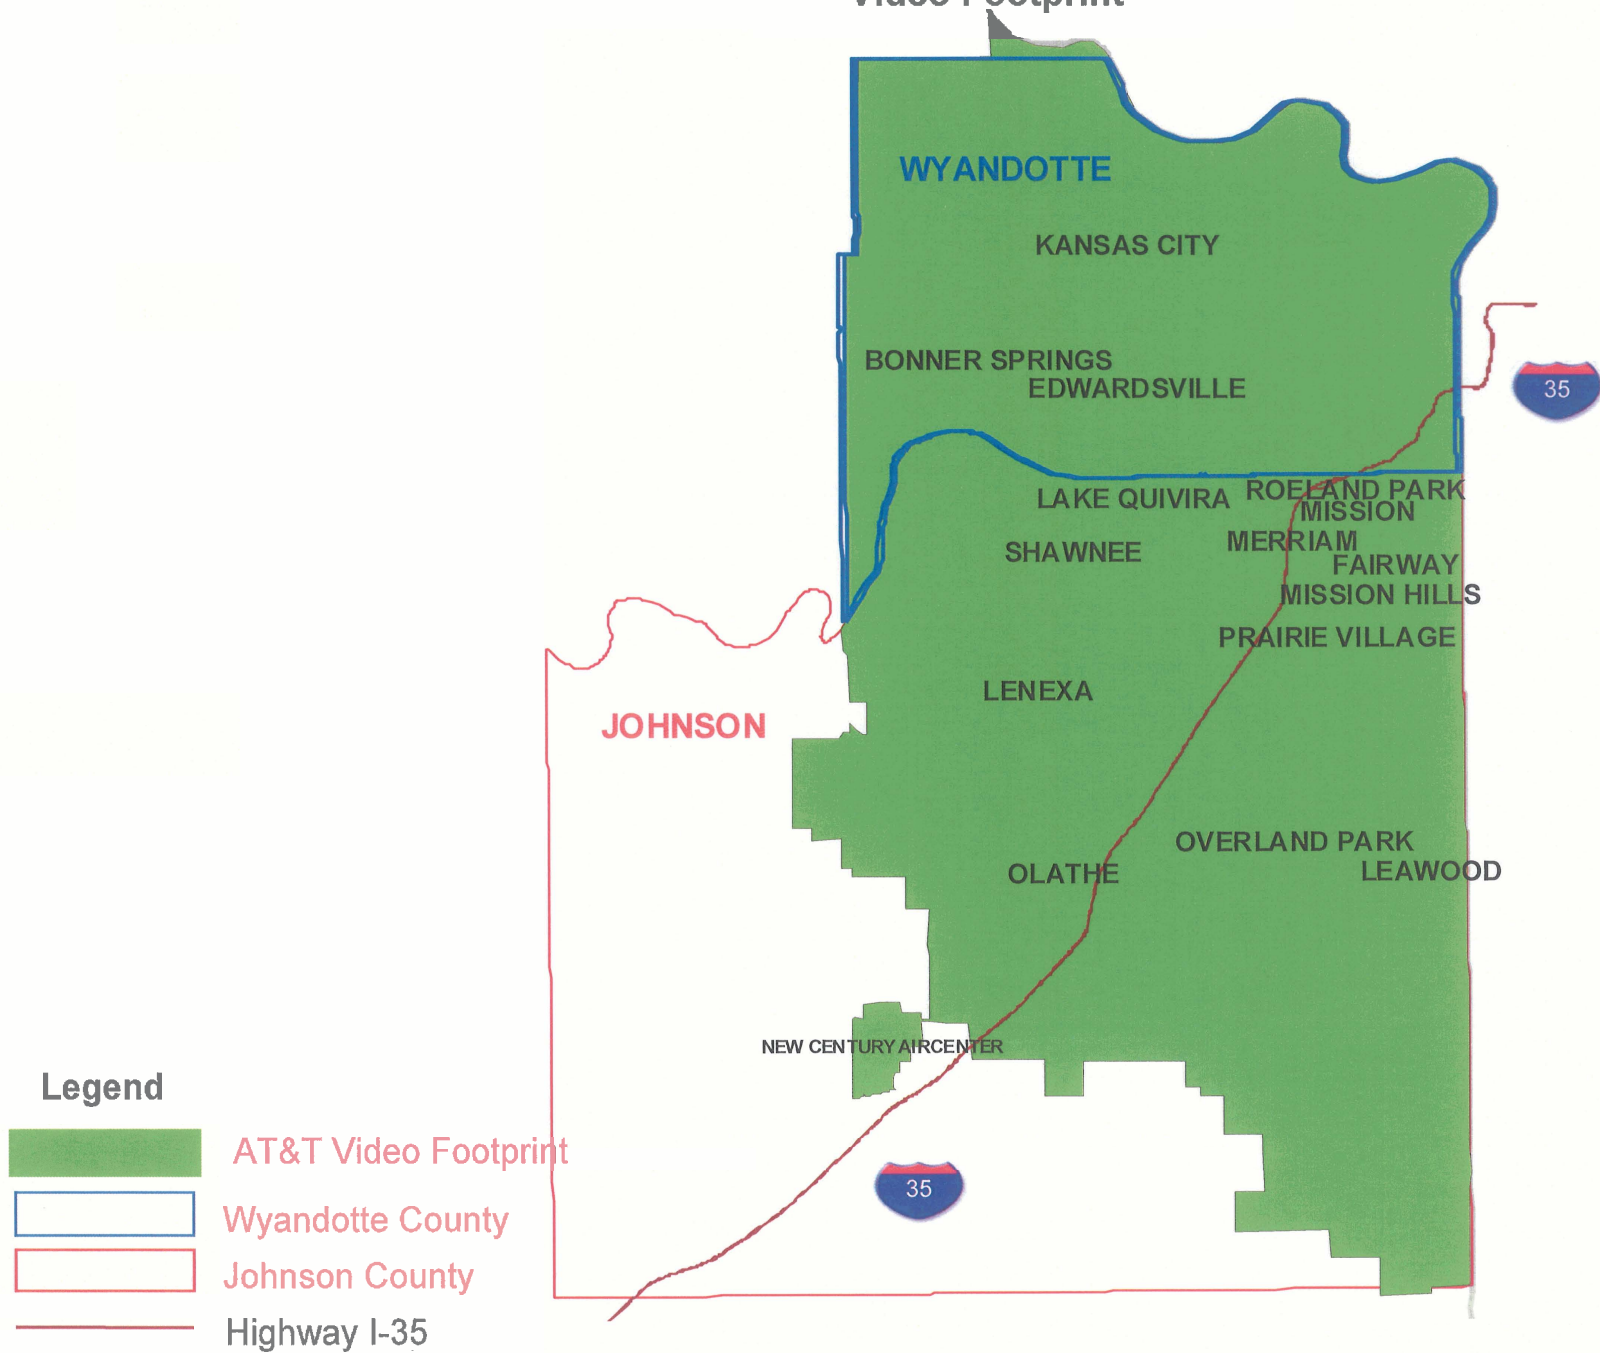 Video Footprint
WYANDOTTE
KANSAS CITY
BONNER SPRINGS
EDWARDSVILLE
35
ROELAND PARK
LAKE QUIVIRA
MISSION
MERRIAM
SHAWNEE
FAIRWAY
MISSION HILLS
PRAIRIE VILLAGE
LENEXA
JOHNSON
OVERLAND PARK
LEAWOOD
OLATHE
NEW CENTURY AIRCENTER
35
Legend
AT&T Video Footprint
Wyandotte County
Johnson County
Highway I-35